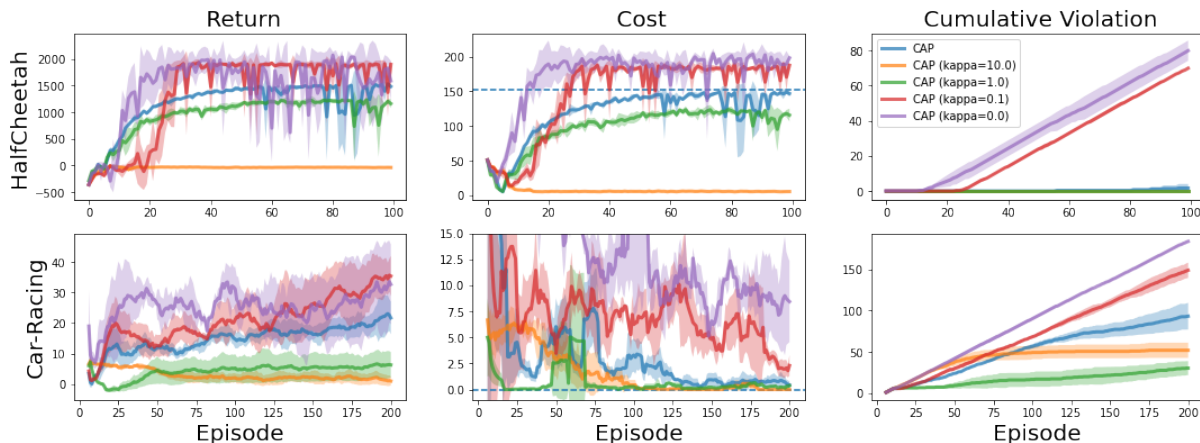 Return
Cost
Cumulative Violation
HalfCheetah
2000
1500
1000
500
0
−500
0 20 40 60 80 100
200
150
100
50
0
0 20 40 60 80 100
80
60
40
20
0
0 20 40 60 80 100
CAP
CAP (kappa=10.0)
CAP (kappa=1.0)
CAP (kappa=0.1)
CAP (kappa=0.0)
Car-Racing
40
30
20
10
0
0 25 50 75 100 125 150 175 200
Episode
15.0
12.5
10.0
7.5
5.0
2.5
0.0
0 25 50 75 100 125 150 175 200
Episode
150
100
50
0
0 25 50 75 100 125 150 175 200
Episode